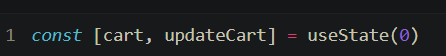 1 const [cart, updateCart] = useState(0)